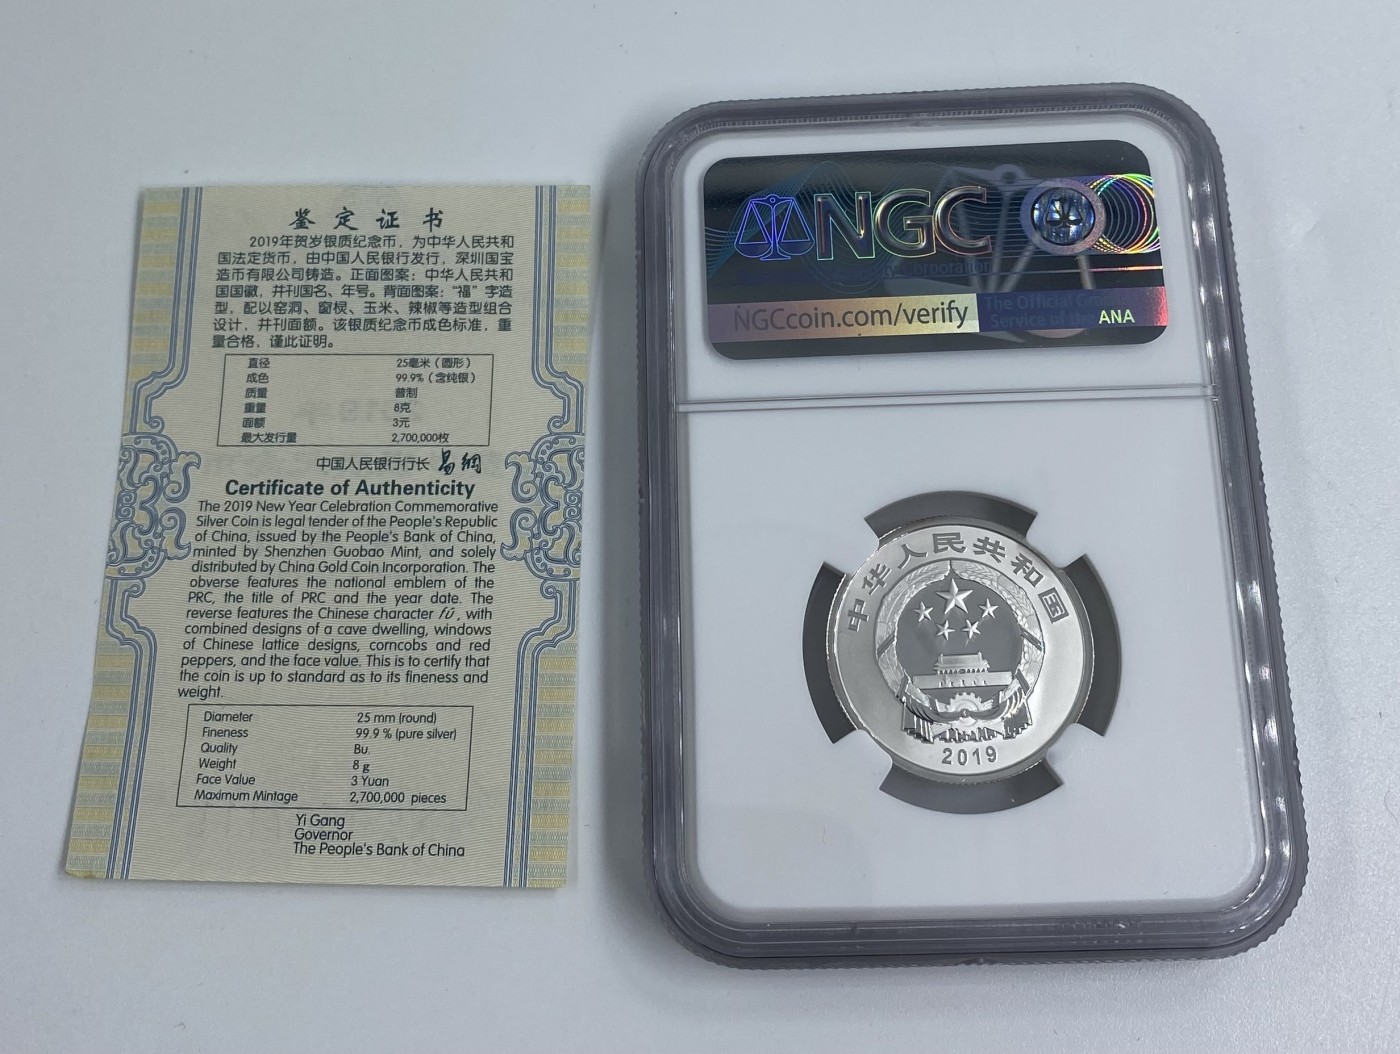 鉴定证书
2019年贺岁银质纪念币，为中华人民共和
国法定货币，由中国人民银行发行，深圳国宝
造币有限公司铸造。正面图案：中华人民共和
国国徽，并刊国名、年号。背面图案：“福”字造
型，配以窑洞、窗棂、玉米、辣椒等造型组合
设计，并刊面额。该银质纪念币成色标准，重
量合格，谨此证明。
直径 25毫米（圆形）
成色 99.9%（含纯银）
质量 普制
重量 8克
面额 3元
最大发行量 2,700,000枚
中国人民银行行长 易纲
Certificate of Authenticity
The 2019 New Year Celebration Commemorative
Silver Coin is legal tender of the People's Republic
of China, issued by the People's Bank of China,
minted by Shenzhen Guobao Mint, and solely
distributed by China Gold Coin Incorporation. The
obverse features the national emblem of the
PRC, the title of PRC and the year date. The
reverse features the Chinese character fú, with
combined designs of a cave dwelling, windows
of Chinese lattice designs, corncobs and red
peppers, and the face value. This is to certify that
the coin is up to standard as to its fineness and
weight.
Diameter 25 mm (round)
Fineness 99.9 % (pure silver)
Quality Bu.
Weight 8 g
Face Value 3 Yuan
Maximum Mintage 2,700,000 pieces
Yi Gang
Governor
The People's Bank of China
NGC
Corporation
NGCcoin.com/verify
The Official
Service of the ANA
中华人民共和国
2019